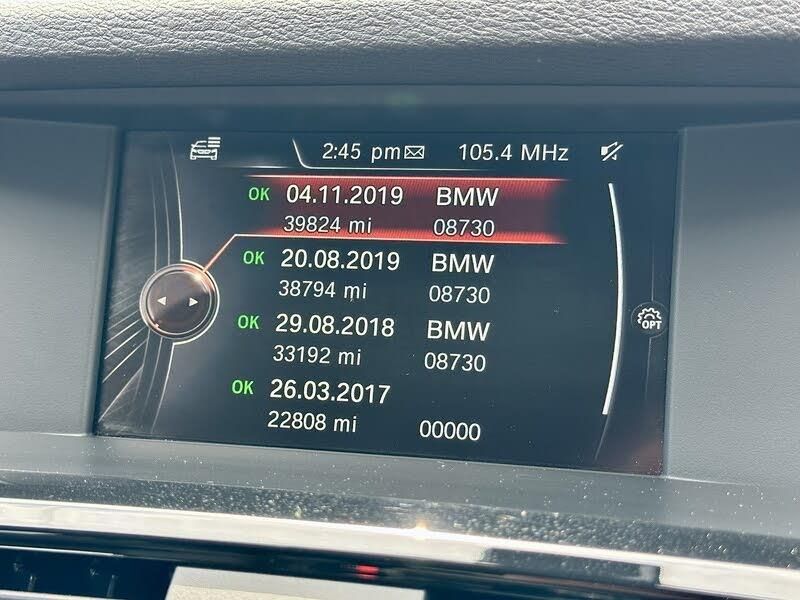 2:45 pm 105.4 MHz
OK 04.11.2019 BMW
39824 mi 08730
OK 20.08.2019 BMW
38794 mi 08730
OK 29.08.2018 BMW
33192 mi 08730
OPT
OK 26.03.2017
22808 mi 00000